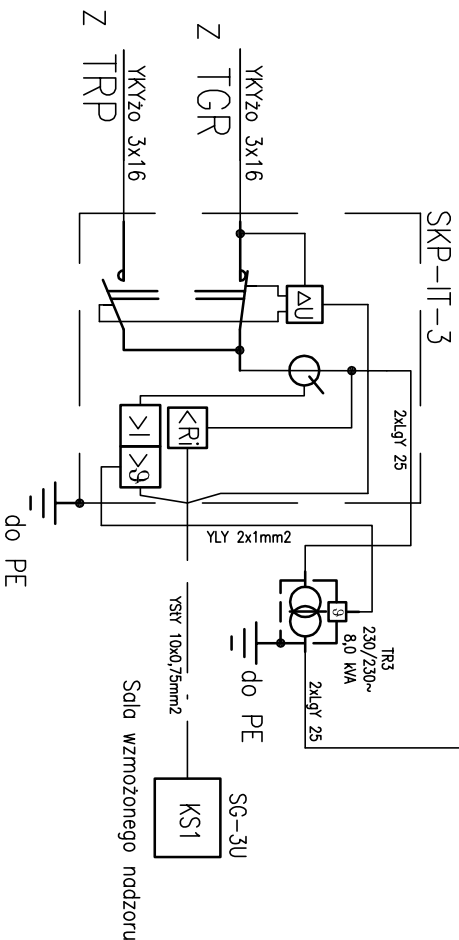 SKP-IT-3
Z TGR
YKYżo 3x16
Z TRP
YKYżo 3x16
ΔU
<Ri
>I
>ϑ
2xLgY 25
YLY 2x1mm2
do PE
ϑ
TR3
230/230~
8,0 kVA
2xLgY 25
do PE
YStY 10x0,75mm2
SG-3U
KS1
Sala wzmożonego nadzoru